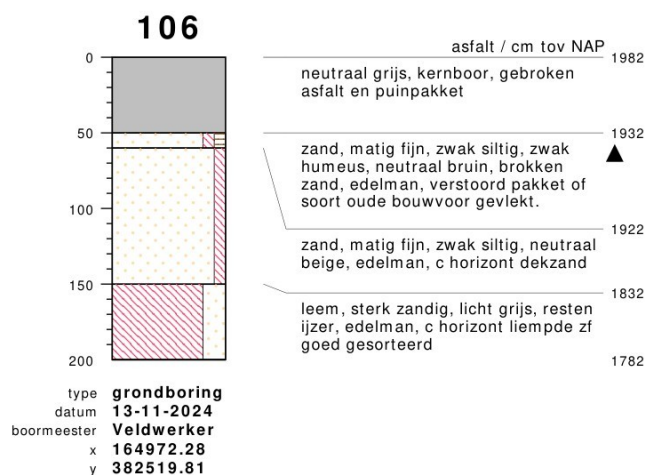 106
asfalt / cm tov NAP
0
1982
neutraal grijs, kernboor, gebroken
asfalt en puinpakket
50
1932
zand, matig fijn, zwak siltig, zwak
humeus, neutraal bruin, brokken
zand, edelman, verstoord pakket of
soort oude bouwvoor gevlekt.
100
1922
zand, matig fijn, zwak siltig, neutraal
beige, edelman, c horizont dekzand
150
1832
leem, sterk zandig, licht grijs, resten
ijzer, edelman, c horizont liempde zf
goed gesorteerd
200
1782
type grondboring
datum 13-11-2024
boormeester Veldwerker
x 164972.28
y 382519.81